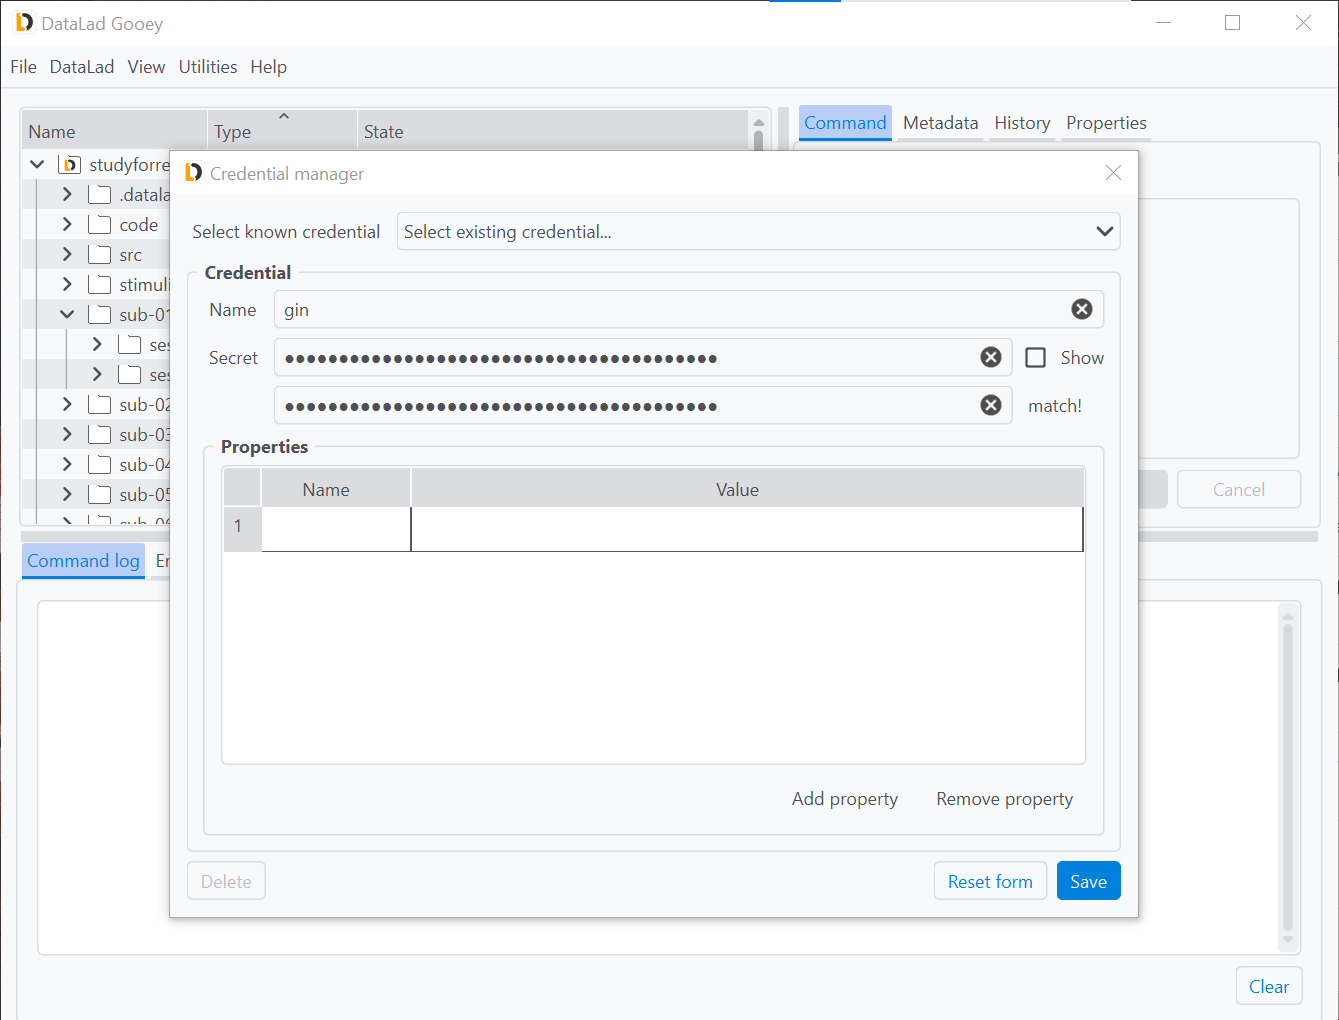 DataLad Gooey
File DataLad View Utilities Help
Name Type State
Command Metadata History Properties
studyforre
.datala
code
src
stimuli
sub-01
ses
ses
sub-02
sub-03
sub-04
sub-05
sub-06
Credential manager
Select known credential Select existing credential...
Credential
Name gin
Secret Show
match!
Properties
Name Value
1
Add property Remove property
Delete Reset form Save
Cancel
Command log Er
Clear